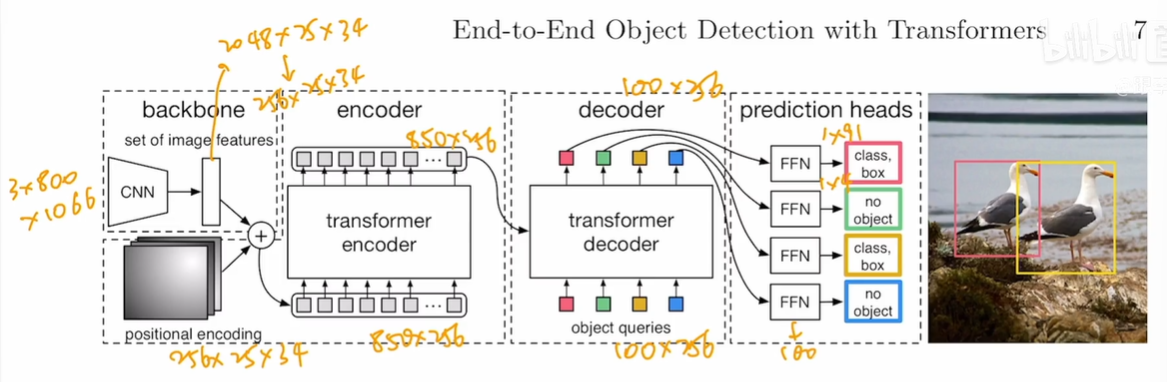 End-to-End Object Detection with Transformers 7
bilibili
2048×25×34
256×25×34
100×256
backbone
encoder
decoder
prediction heads
set of image features
850×256
1×91
3×800
×1066
CNN
FFN
class,
box
1×4
transformer
encoder
transformer
decoder
FFN
no
object
FFN
class,
box
positional encoding
object queries
FFN
no
object
256×25×34
850×256
100×256
100